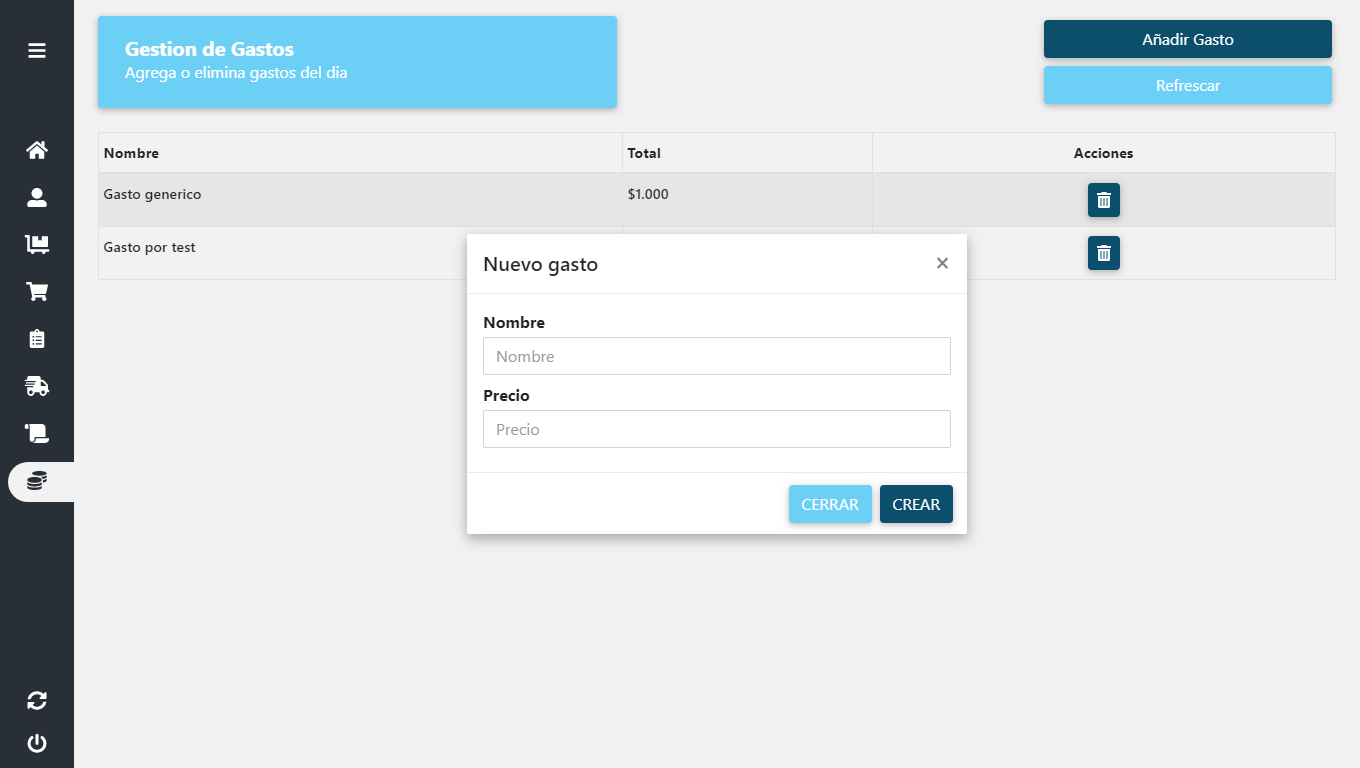 Gestion de Gastos
Agrega o elimina gastos del dia
Añadir Gasto
Refrescar
Nombre Total Acciones
Gasto generico $1.000
Gasto por test
Nuevo gasto ×
Nombre
Nombre
Precio
Precio
CERRAR CREAR